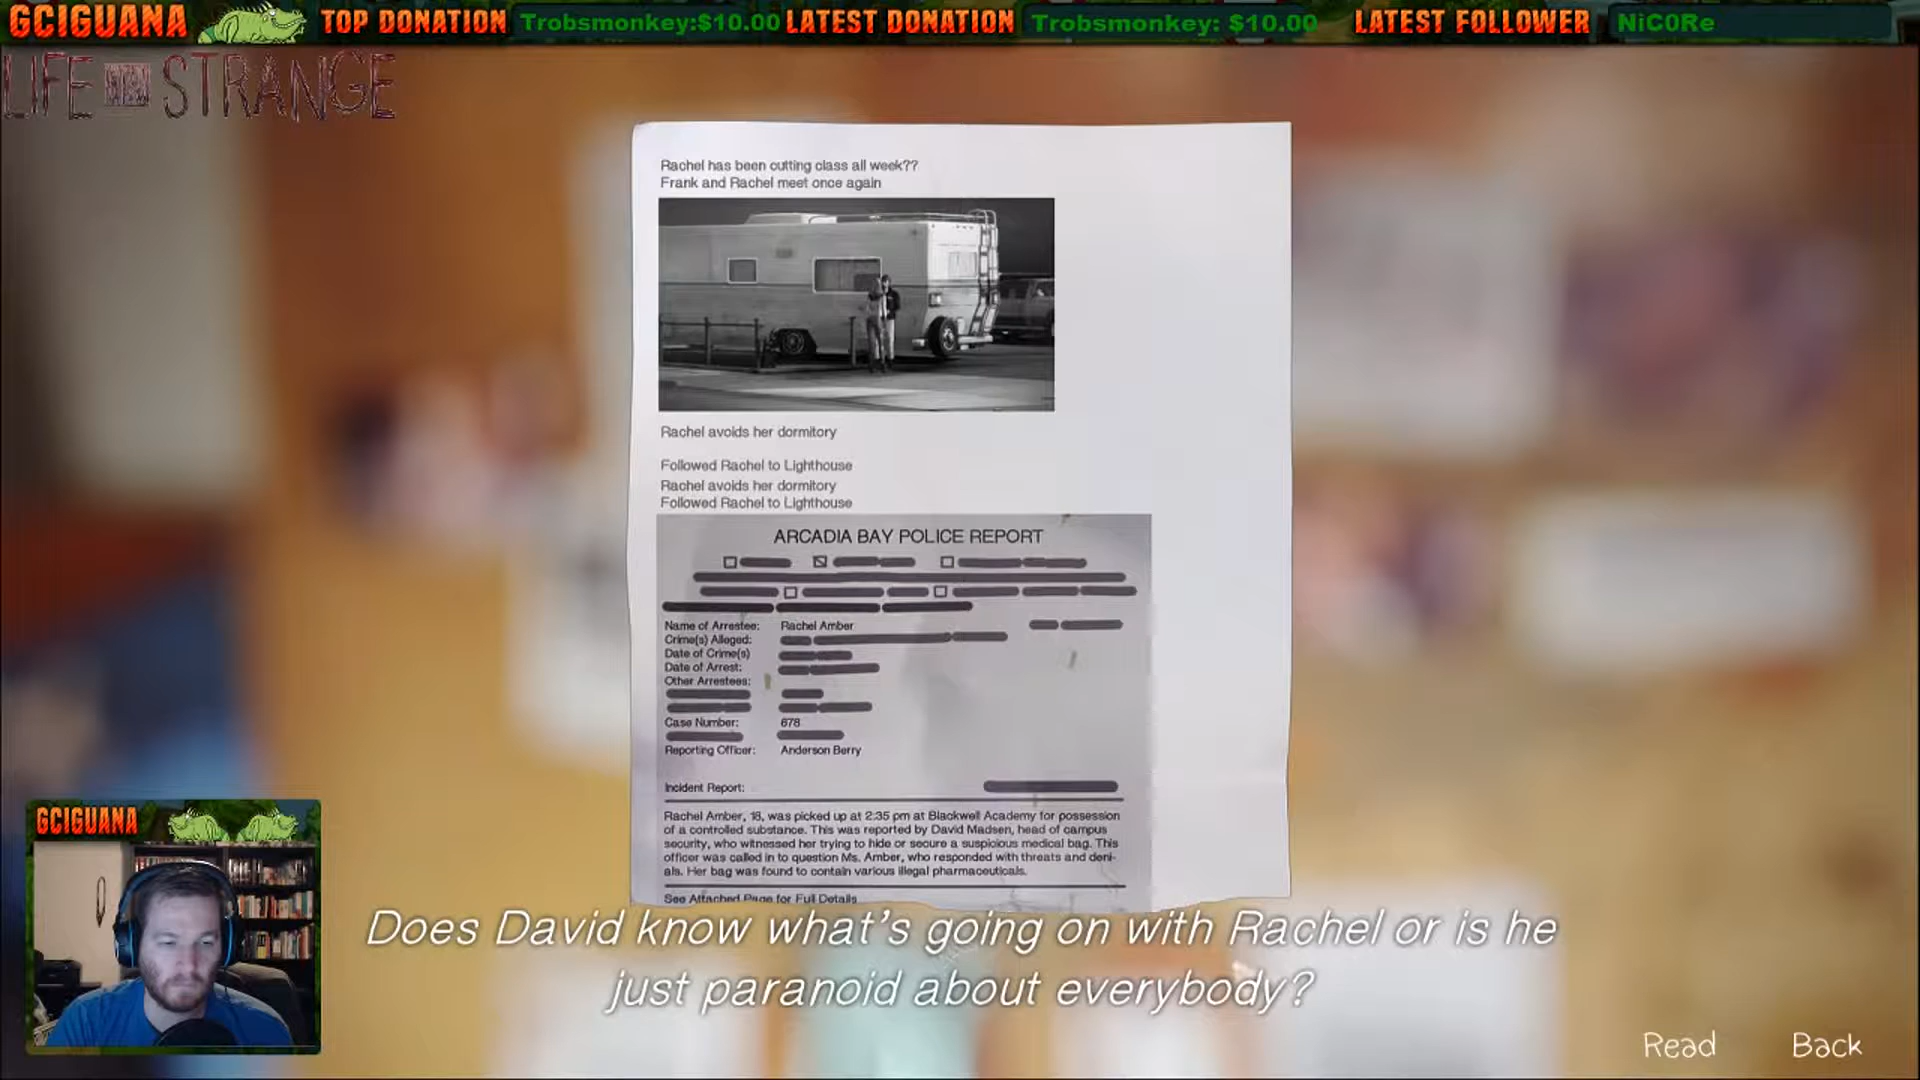 GCIGUANA TOP DONATION Trobsmonkey:$10.00 LATEST DONATION Trobsmonkey: $10.00 LATEST FOLLOWER NiC0Re
LIFE IS STRANGE
Rachel has been cutting class all week??
Frank and Rachel meet once again
Rachel avoids her dormitory
Followed Rachel to Lighthouse
Rachel avoids her dormitory
Followed Rachel to Lighthouse
ARCADIA BAY POLICE REPORT
Name of Arrestee: Rachel Amber
Crime(s) Alleged:
Date of Crime(s)
Date of Arrest:
Other Arrestees:
Case Number: 678
Reporting Officer: Anderson Berry
Incident Report:
Rachel Amber, 18, was picked up at 2:35 pm at Blackwell Academy for possession
of a controlled substance. This was reported by David Madsen, head of campus
security, who witnessed her trying to hide or secure a suspicious medical bag. This
officer was called in to question Ms. Amber, who responded with threats and deni-
als. Her bag was found to contain various illegal pharmaceuticals.
See Attached Page for Full Details
Does David know what's going on with Rachel or is he
just paranoid about everybody?
GCIGUANA
Read Back